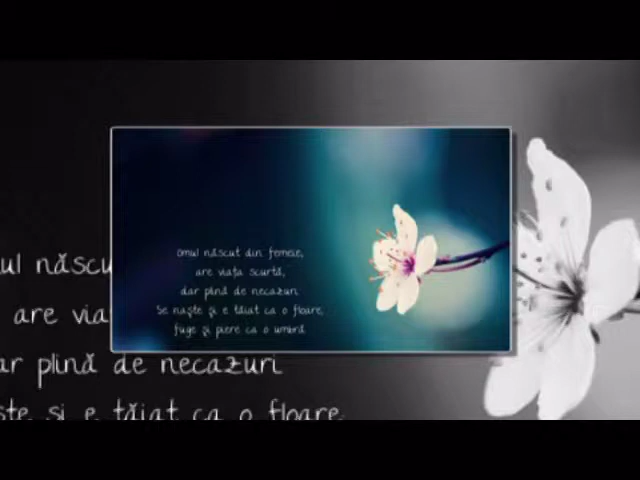 Omul născut din femeie,
are viața scurtă,
dar plină de necazuri.
Se naște și e tăiat ca o floare,
fuge și piere ca o umbră
ul născu
are via
ar plină de necazuri
ște și e tăiat ca o floare